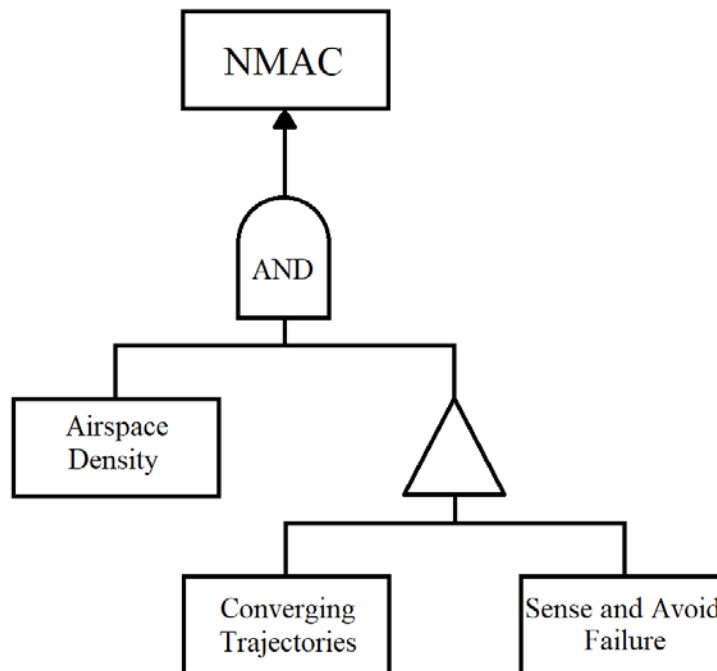 NMAC
AND
Airspace
Density
Converging
Trajectories
Sense and Avoid
Failure